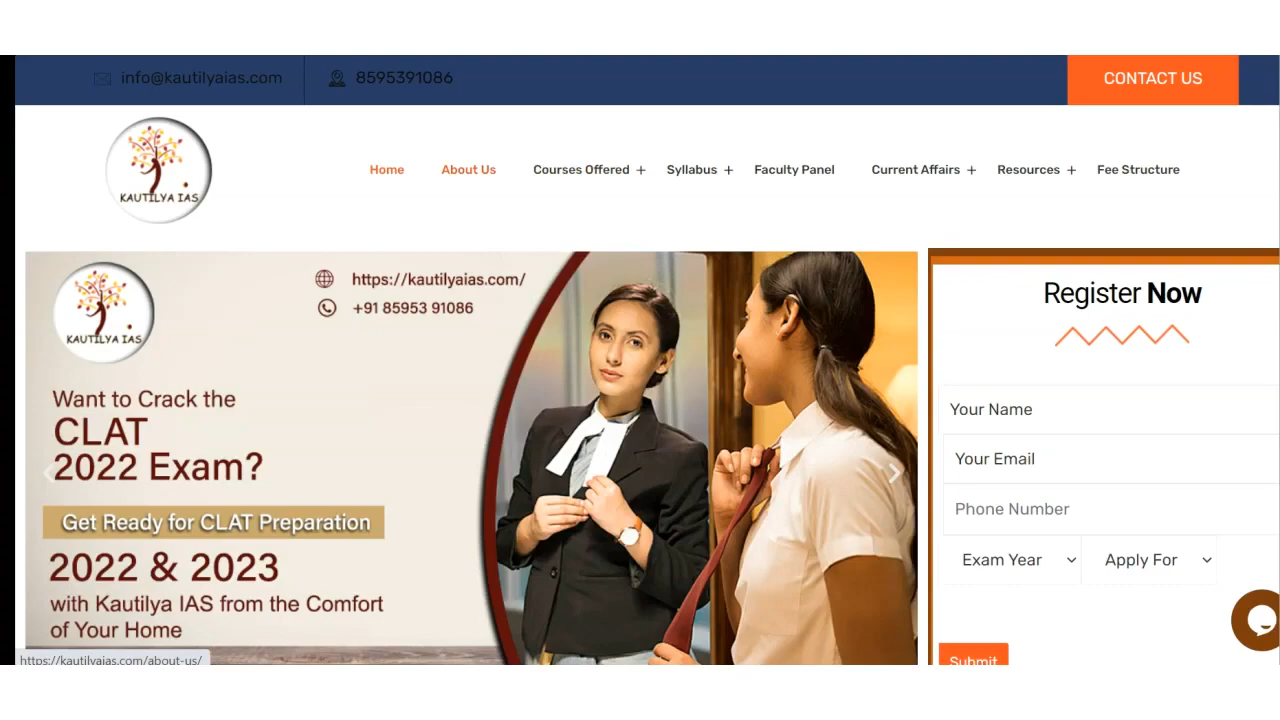 info@kautilyaias.com
8595391086
CONTACT US
KAUTILYA IAS
Home
About Us
Courses Offered +
Syllabus +
Faculty Panel
Current Affairs +
Resources +
Fee Structure
KAUTILYA IAS
https://kautilyaias.com/
+91 85953 91086
Want to Crack the
CLAT
2022 Exam?
Get Ready for CLAT Preparation
2022 & 2023
with Kautilya IAS from the Comfort
of Your Home
Register Now
Your Name
Your Email
Phone Number
Exam Year
Apply For
Submit
https://kautilyaias.com/about-us/